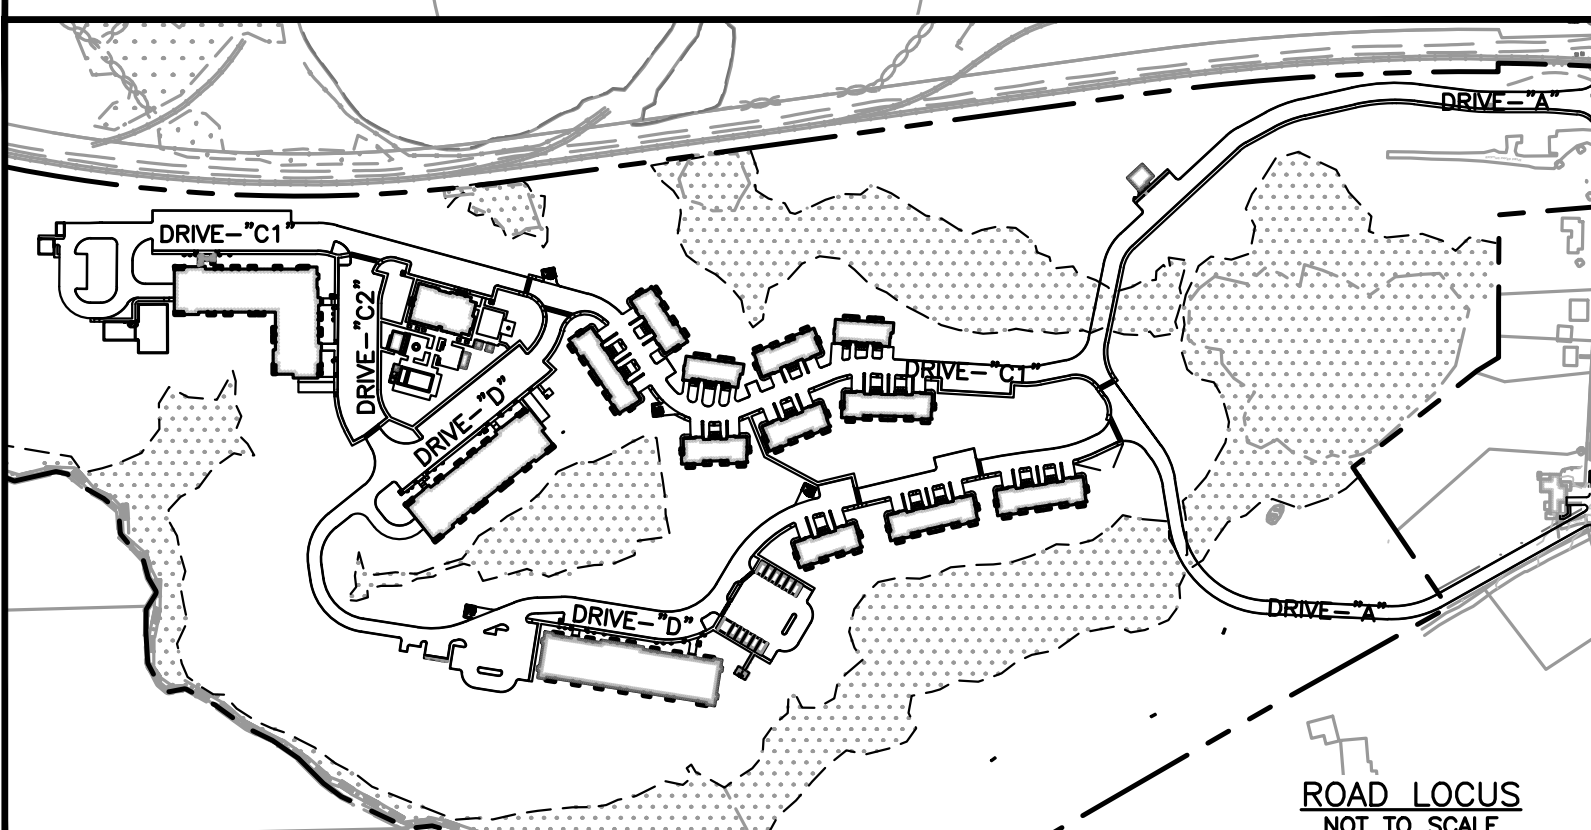 DRIVE-"A"
DRIVE-"C1"
DRIVE-"C2"
DRIVE-"C1"
DRIVE-"D"
DRIVE-"D"
DRIVE-"A"
ROAD LOCUS
NOT TO SCALE